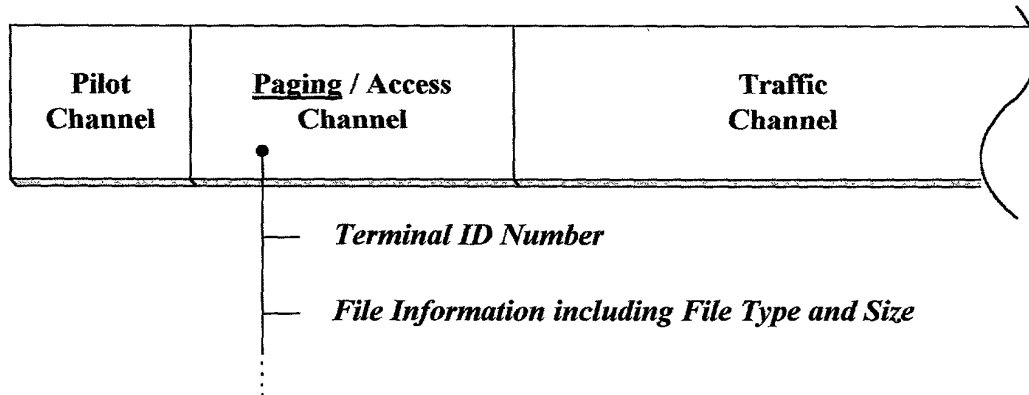 Pilot
Channel
Paging / Access
Channel
Traffic
Channel
Terminal ID Number
File Information including File Type and Size